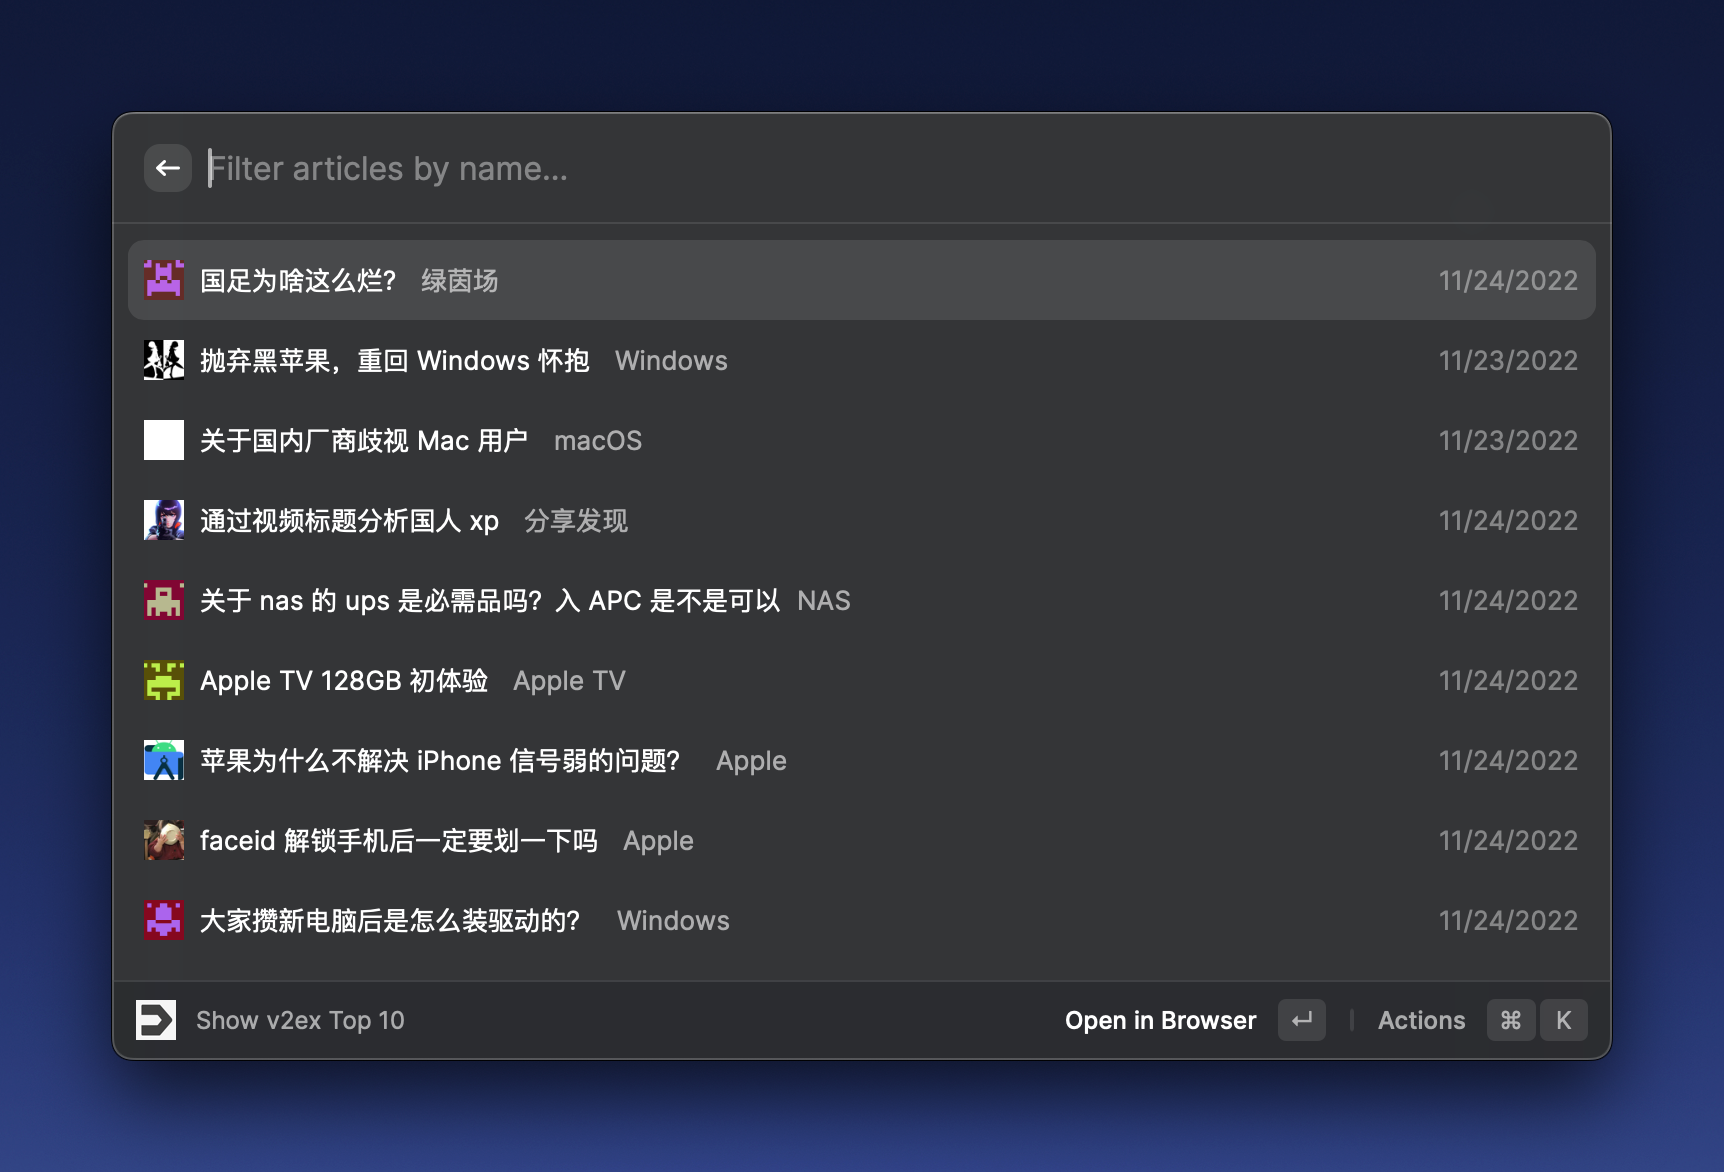 Filter articles by name...
国足为啥这么烂? 绿茵场 11/24/2022
抛弃黑苹果，重回 Windows 怀抱 Windows 11/23/2022
关于国内厂商歧视 Mac 用户 macOS 11/23/2022
通过视频标题分析国人 xp 分享发现 11/24/2022
关于 nas 的 ups 是必需品吗？入 APC 是不是可以 NAS 11/24/2022
Apple TV 128GB 初体验 Apple TV 11/24/2022
苹果为什么不解决 iPhone 信号弱的问题？ Apple 11/24/2022
faceid 解锁手机后一定要划一下吗 Apple 11/24/2022
大家攒新电脑后是怎么装驱动的？ Windows 11/24/2022
Show v2ex Top 10 Open in Browser ↵ Actions ⌘ K